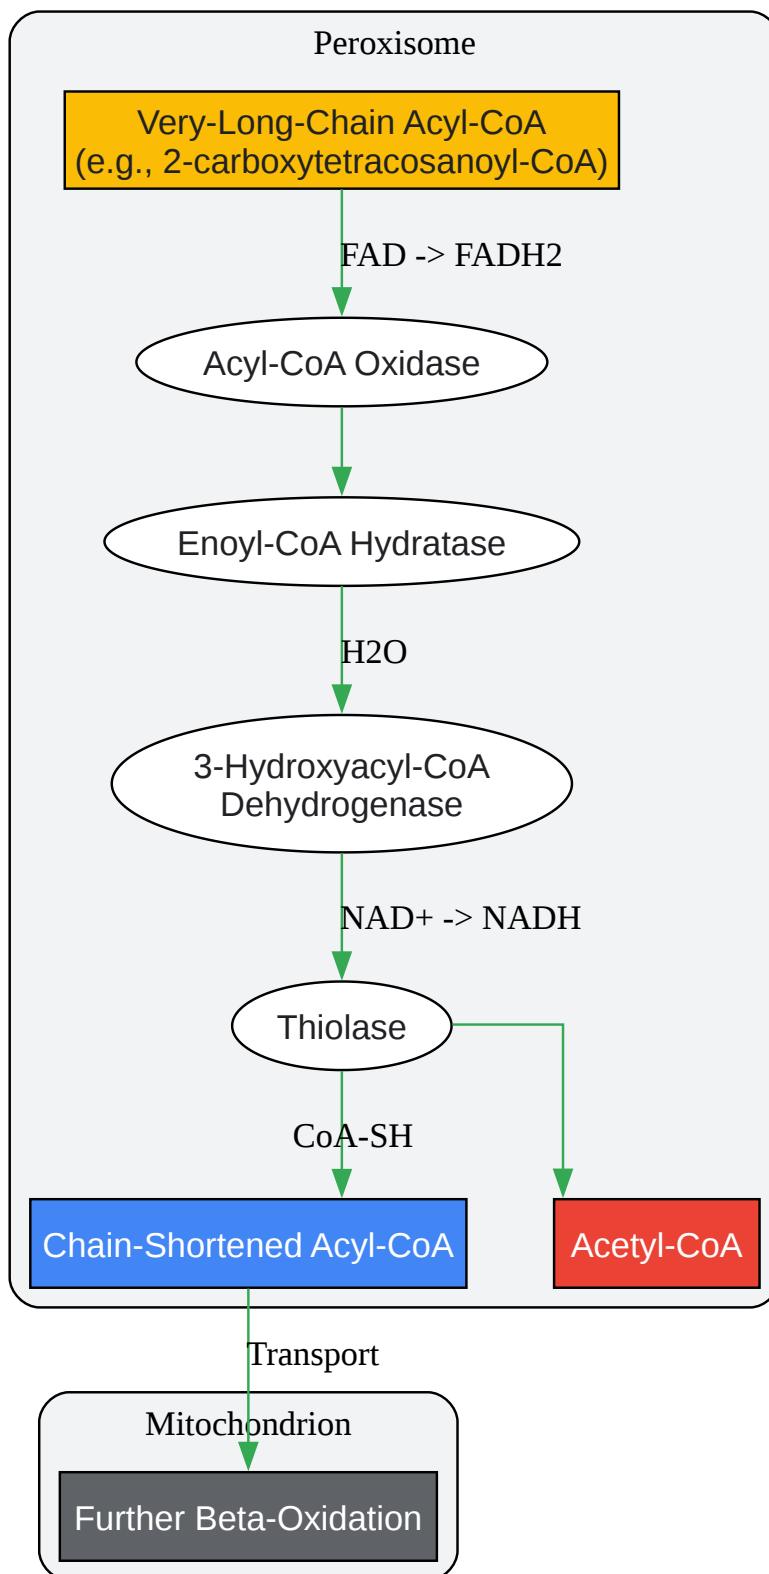 Peroxisome
Very-Long-Chain Acyl-CoA
(e.g., 2-carboxytetracosanoyl-CoA)
FAD -> FADH2
Acyl-CoA Oxidase
Enoyl-CoA Hydratase
H2O
3-Hydroxyacyl-CoA
Dehydrogenase
NAD+ -> NADH
Thiolase
CoA-SH
Chain-Shortened Acyl-CoA
Acetyl-CoA
Transport
Mitochondrion
Further Beta-Oxidation